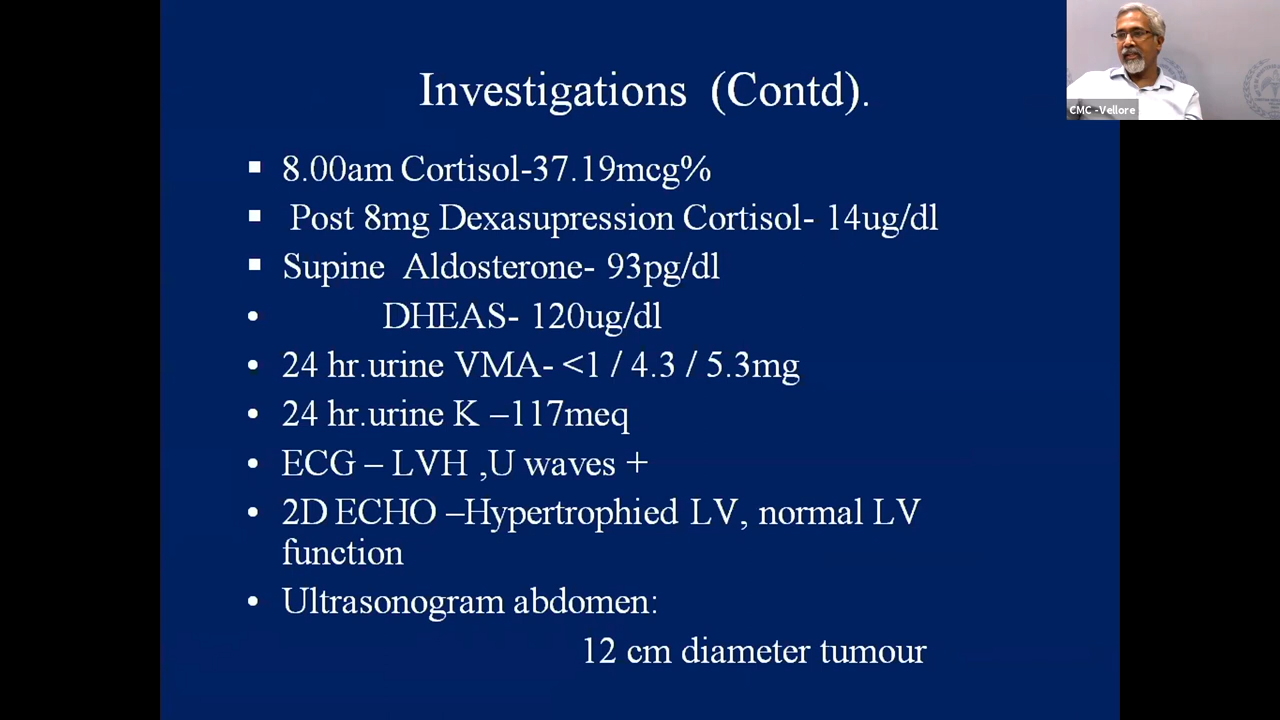 Investigations (Contd).
8.00am Cortisol-37.19mcg%
Post 8mg Dexasupression Cortisol- 14ug/dl
Supine Aldosterone- 93pg/dl
DHEAS- 120ug/dl
24 hr.urine VMA- <1 / 4.3 / 5.3mg
24 hr.urine K –117meq
ECG – LVH ,U waves +
2D ECHO –Hypertrophied LV, normal LV
function
Ultrasonogram abdomen:
12 cm diameter tumour
CMC -Vellore